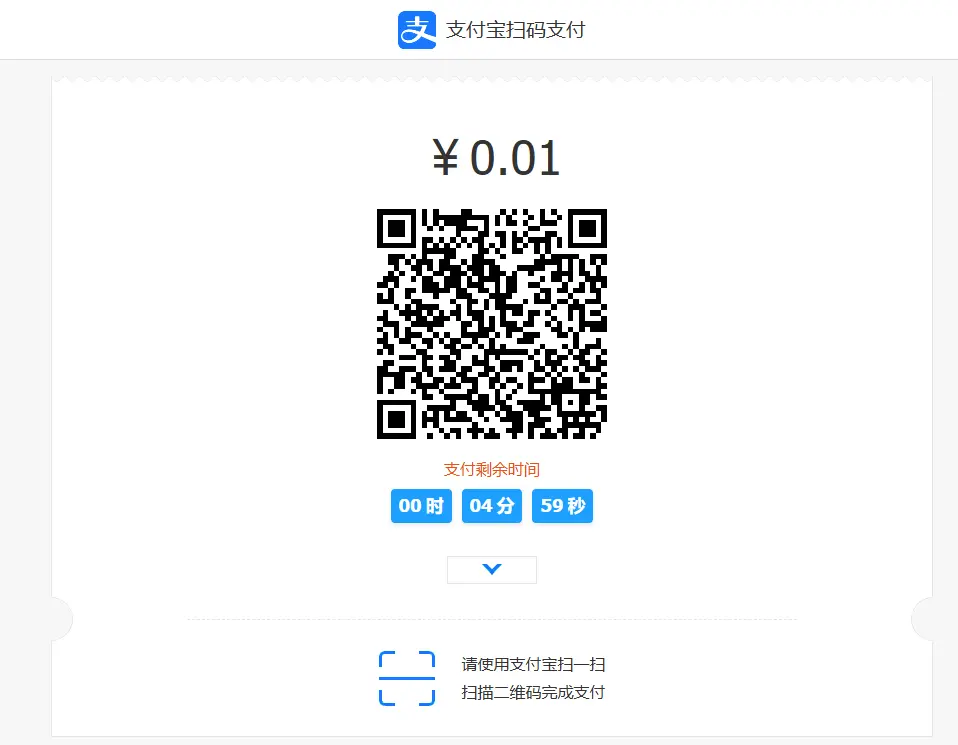 支 支付宝扫码支付
¥ 0.01
支付剩余时间
00 时 04 分 59 秒
请使用支付宝扫一扫
扫描二维码完成支付